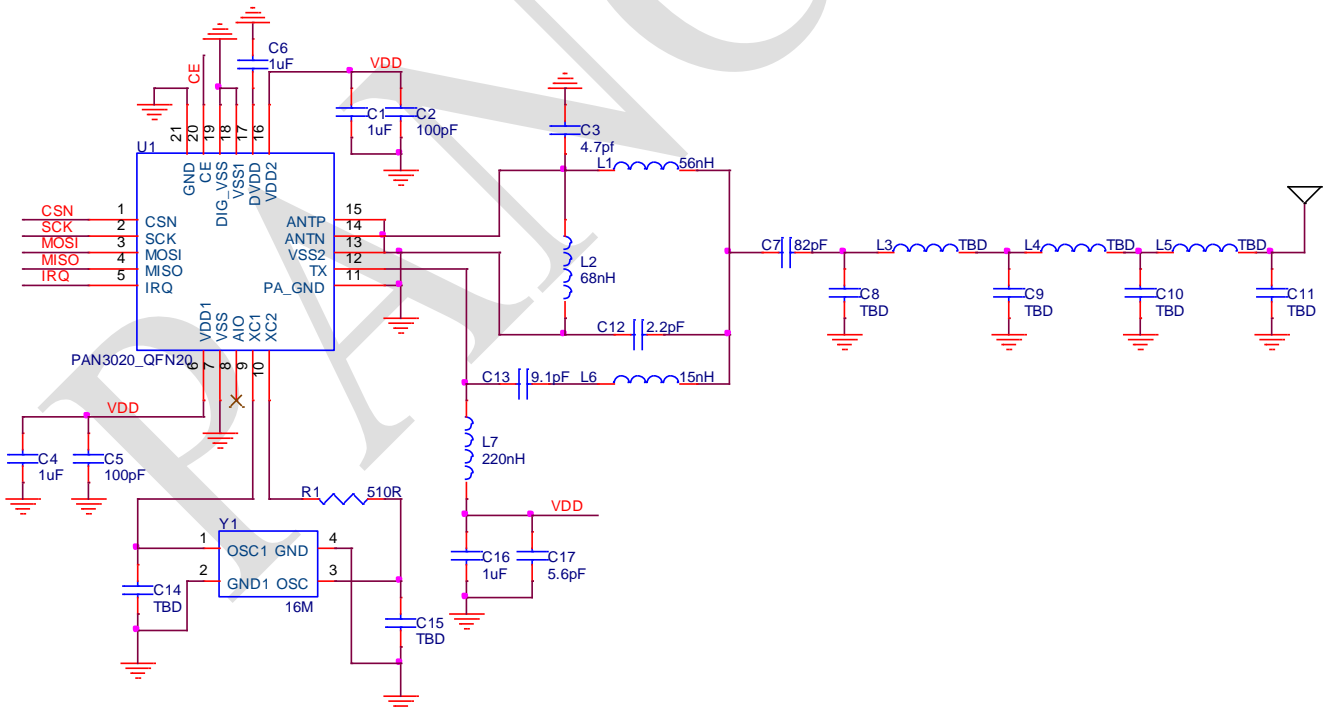 C6
1uF
CE
VDD
C1
1uF
C2
100pF
C3
4.7pf
21
20
19
18
17
16
U1
GND
CE
DIG_VSS
VSS1
DVDD
VDD2
L1
56nH
CSN
1
CSN
SCK
2
SCK
MOSI
3
MOSI
MISO
4
MISO
IRQ
5
IRQ
ANTP
15
ANTN
14
VSS2
13
TX
12
PA_GND
11
VDD1
VSS
AIO
XC1
XC2
PAN3020_QFN20
6
7
8
9
10
L2
68nH
C12
2.2pF
C13
9.1pF
L6
15nH
C7
82pF
L3
TBD
L4
TBD
L5
TBD
C8
TBD
C9
TBD
C10
TBD
C11
TBD
VDD
C4
1uF
C5
100pF
L7
220nH
R1
510R
VDD
Y1
1
OSC1
GND
4
2
GND1
OSC
3
16M
C14
TBD
C15
TBD
C16
1uF
C17
5.6pF